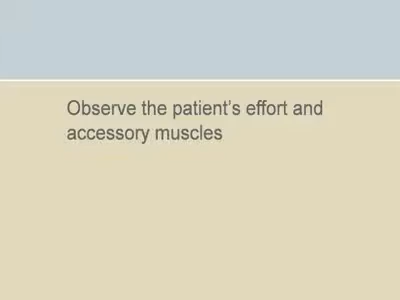 Observe the patient's effort and
accessory muscles